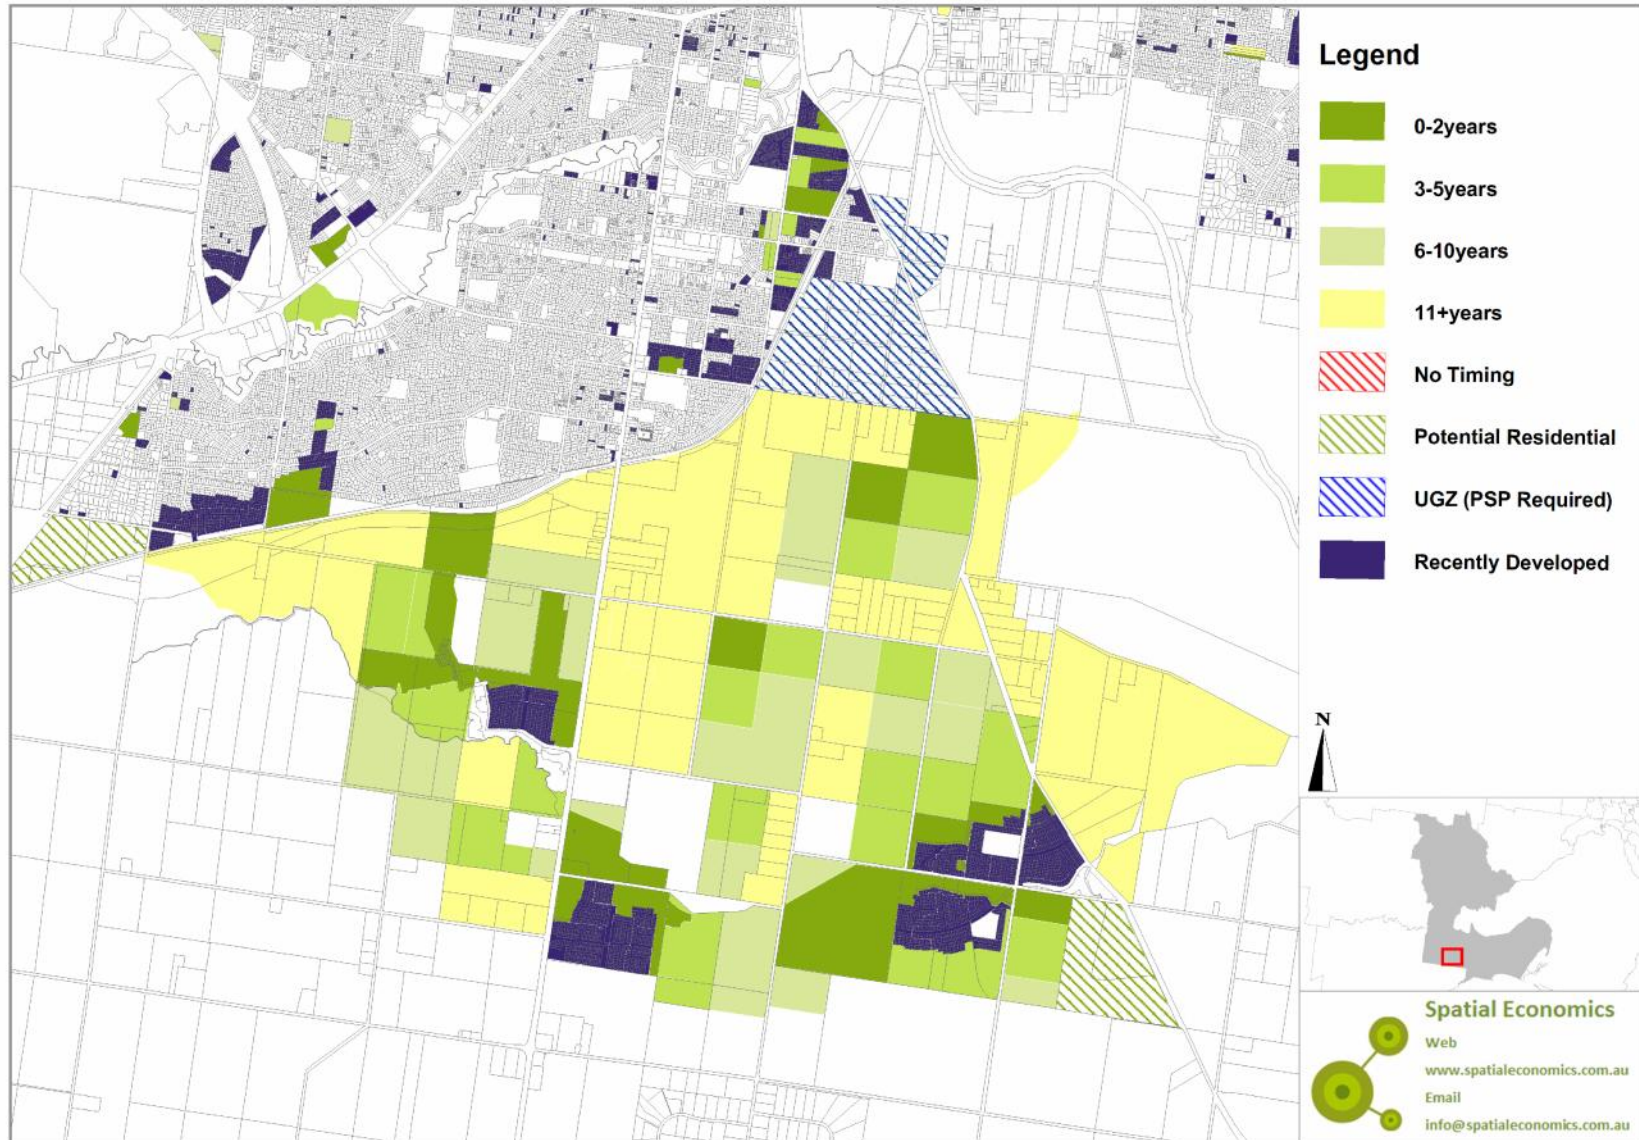 Legend
0-2years
3-5years
6-10years
11+years
No Timing
Potential Residential
UGZ (PSP Required)
Recently Developed
N
Spatial Economics
Web
www.spatialeconomics.com.au
Email
info@spatialeconomics.com.au